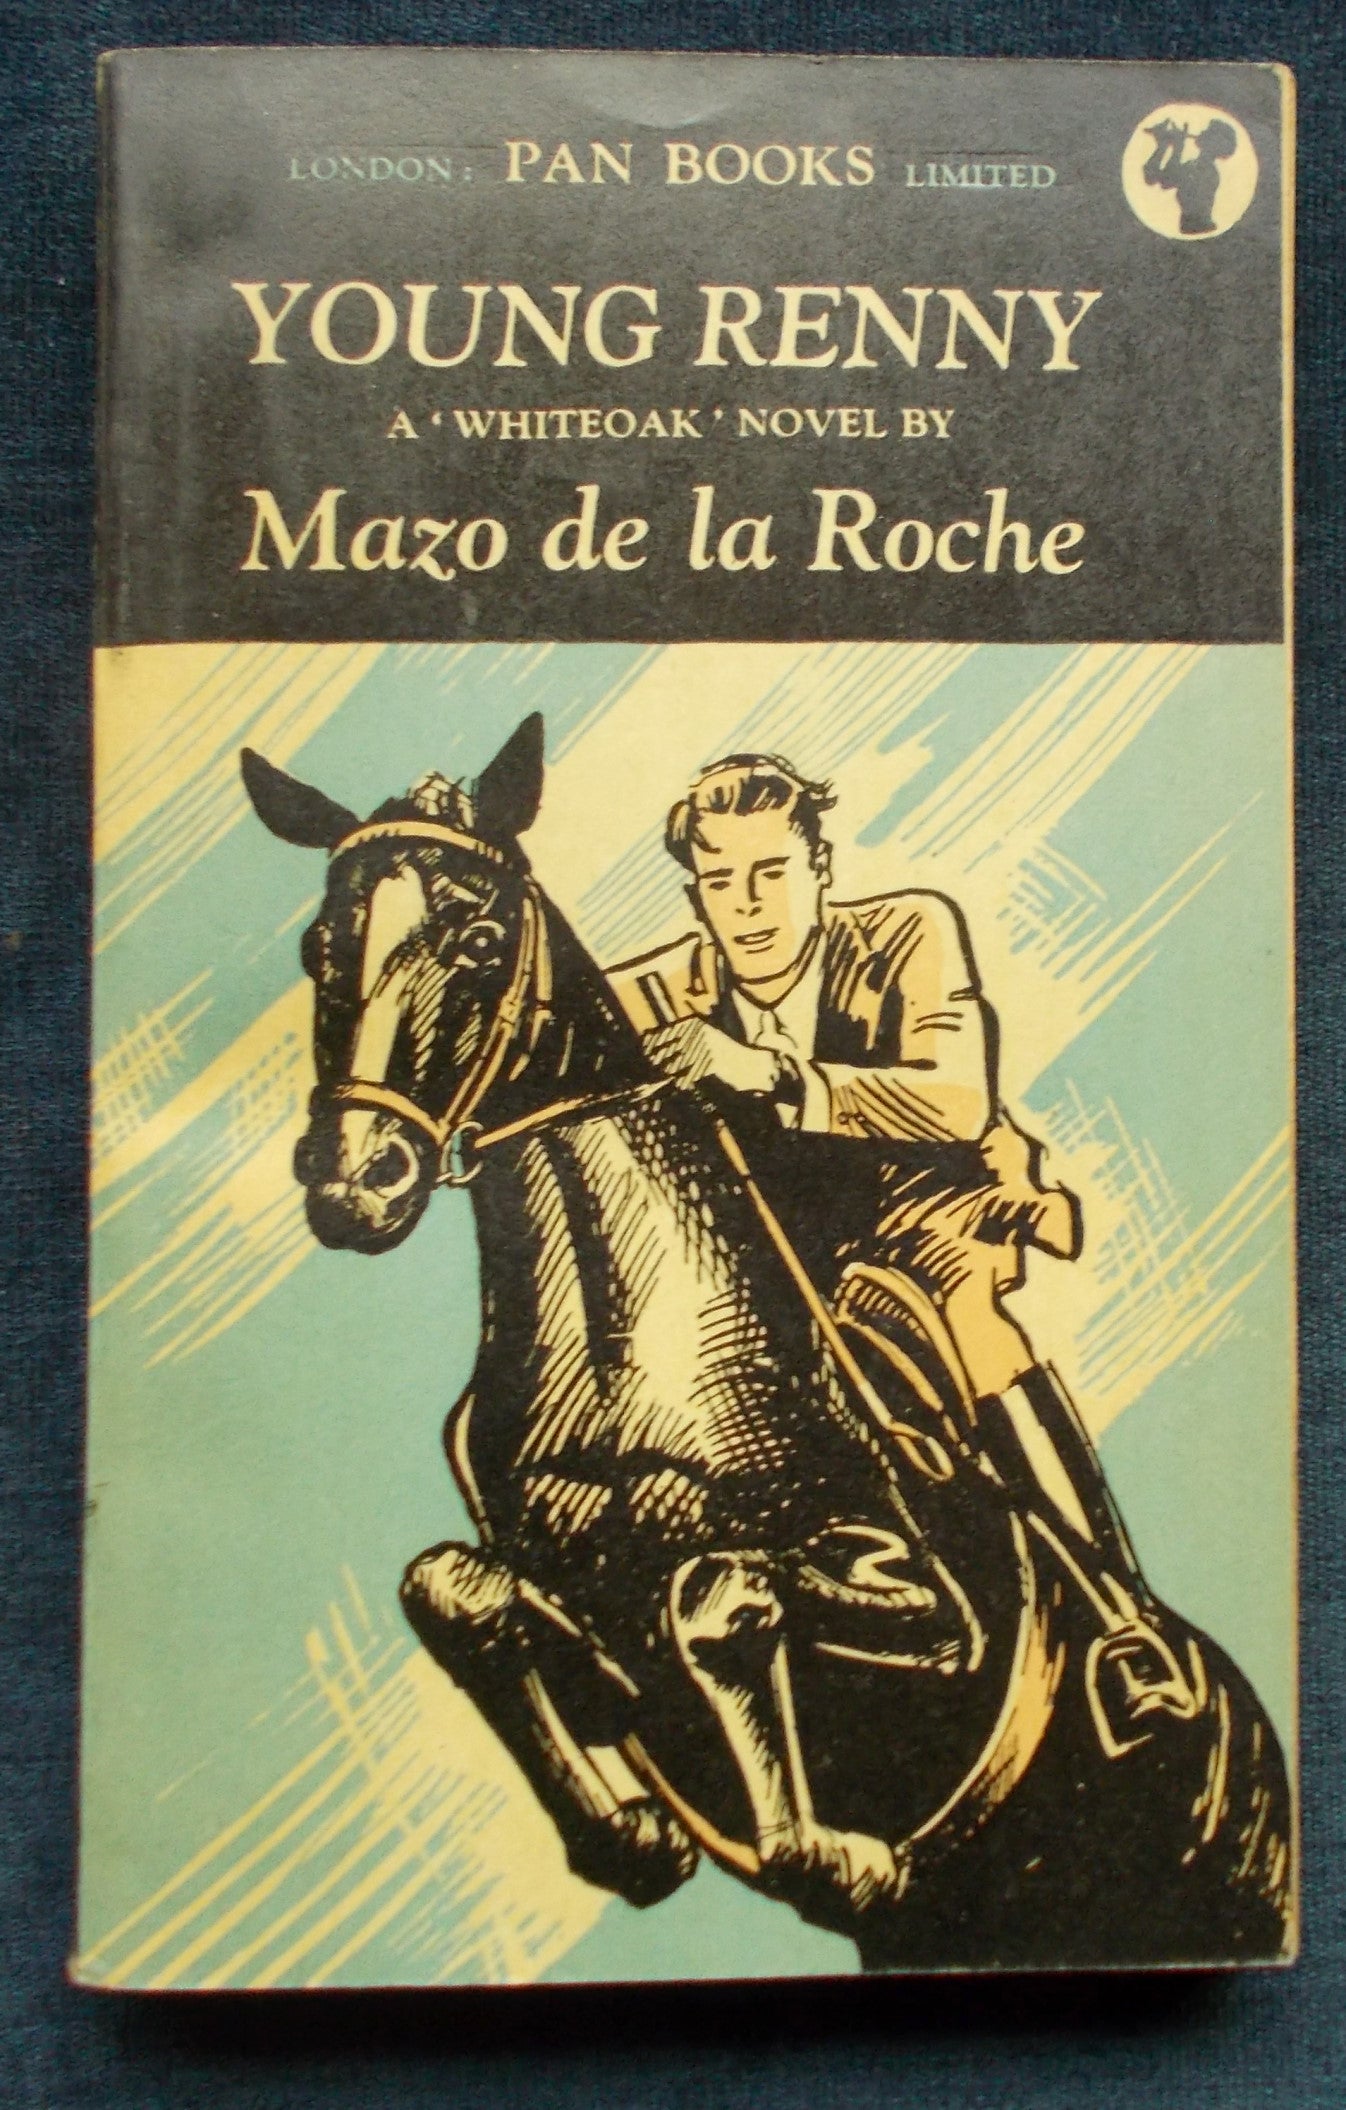 LONDON: PAN BOOKS LIMITED
YOUNG RENNY
A 'WHITEOAK' NOVEL BY
Mazo de la Roche